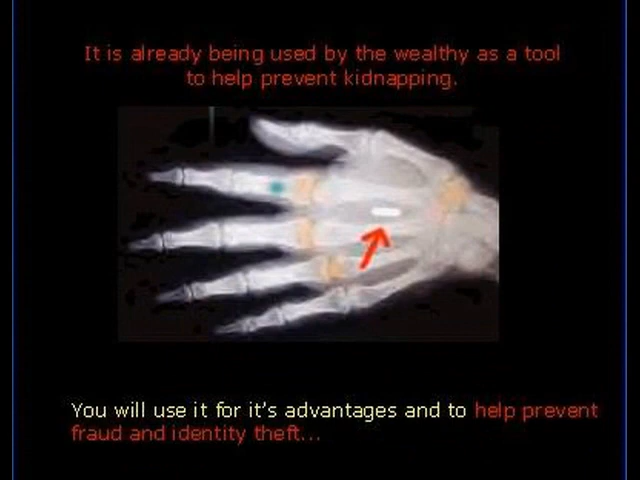 It is already being used by the wealthy as a tool
to help prevent kidnapping.
You will use it for it's advantages and to help prevent
fraud and identity theft...